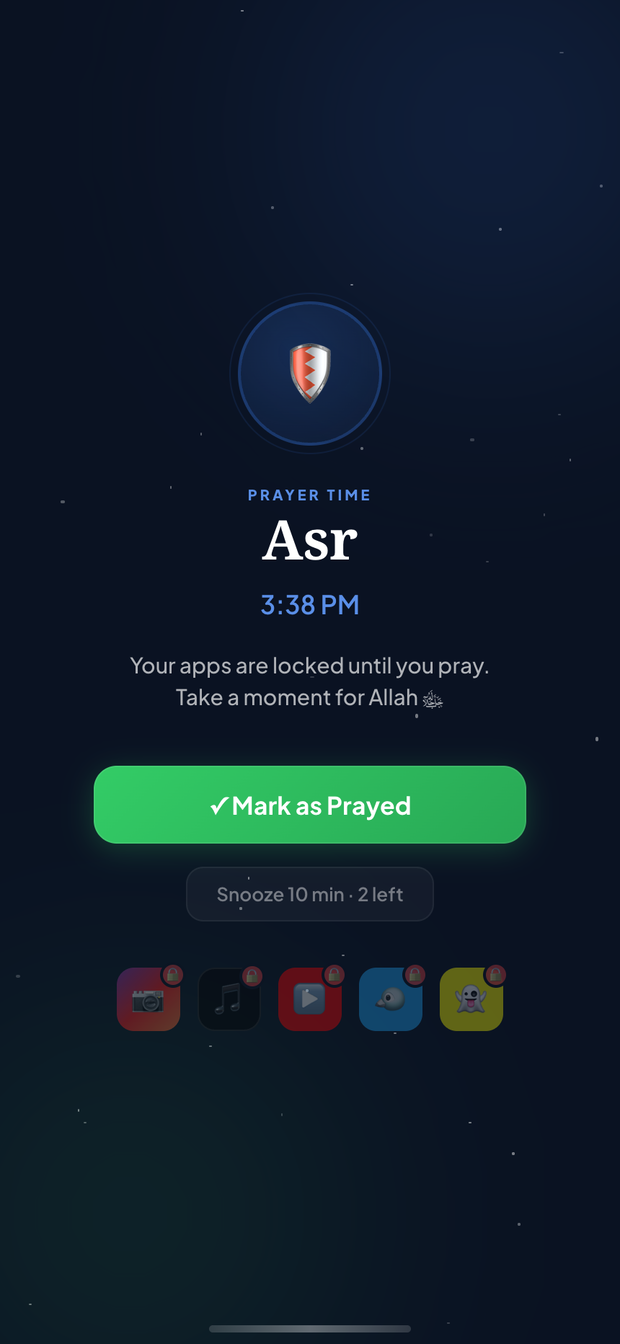 PRAYER TIME
Asr
3:38 PM
Your apps are locked until you pray.
Take a moment for Allah ﷻ
✓Mark as Prayed
Snooze 10 min · 2 left